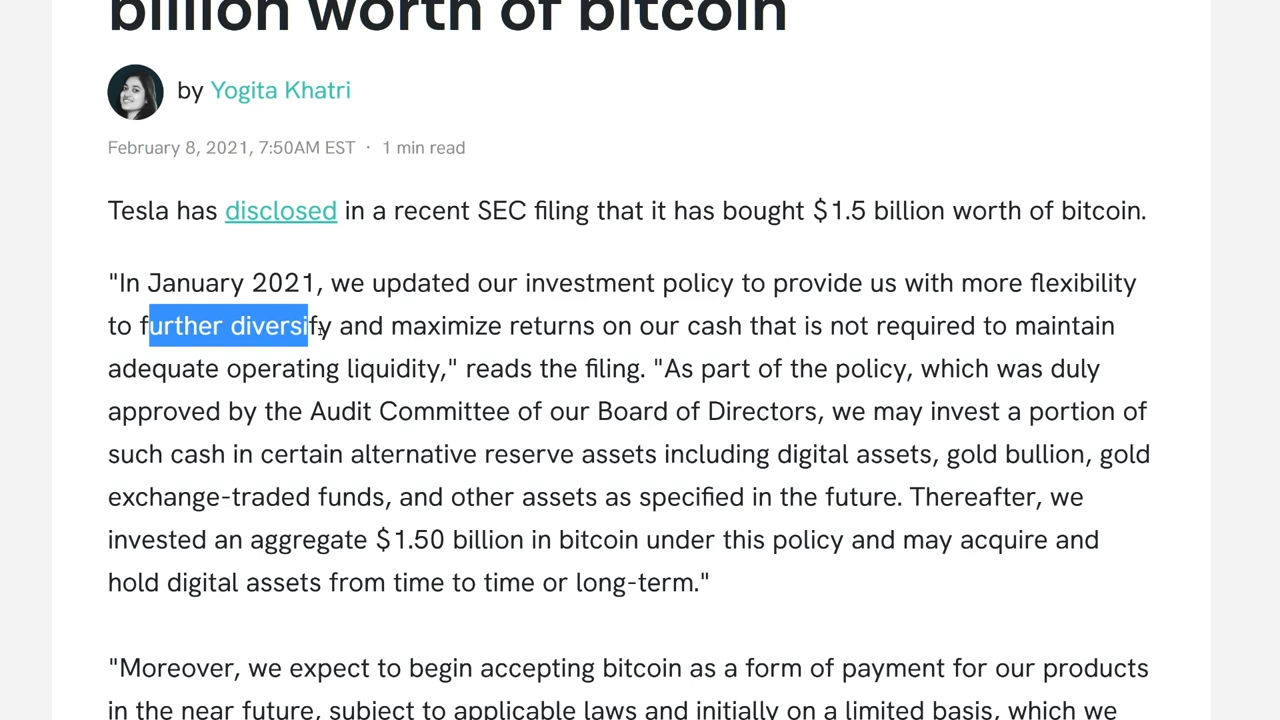 billion worth of bitcoin
by Yogita Khatri
February 8, 2021, 7:50AM EST · 1 min read
Tesla has disclosed in a recent SEC filing that it has bought $1.5 billion worth of bitcoin.
"In January 2021, we updated our investment policy to provide us with more flexibility
to further diversify and maximize returns on our cash that is not required to maintain
adequate operating liquidity," reads the filing. "As part of the policy, which was duly
approved by the Audit Committee of our Board of Directors, we may invest a portion of
such cash in certain alternative reserve assets including digital assets, gold bullion, gold
exchange-traded funds, and other assets as specified in the future. Thereafter, we
invested an aggregate $1.50 billion in bitcoin under this policy and may acquire and
hold digital assets from time to time or long-term."
"Moreover, we expect to begin accepting bitcoin as a form of payment for our products
in the near future, subject to applicable laws and initially on a limited basis, which we